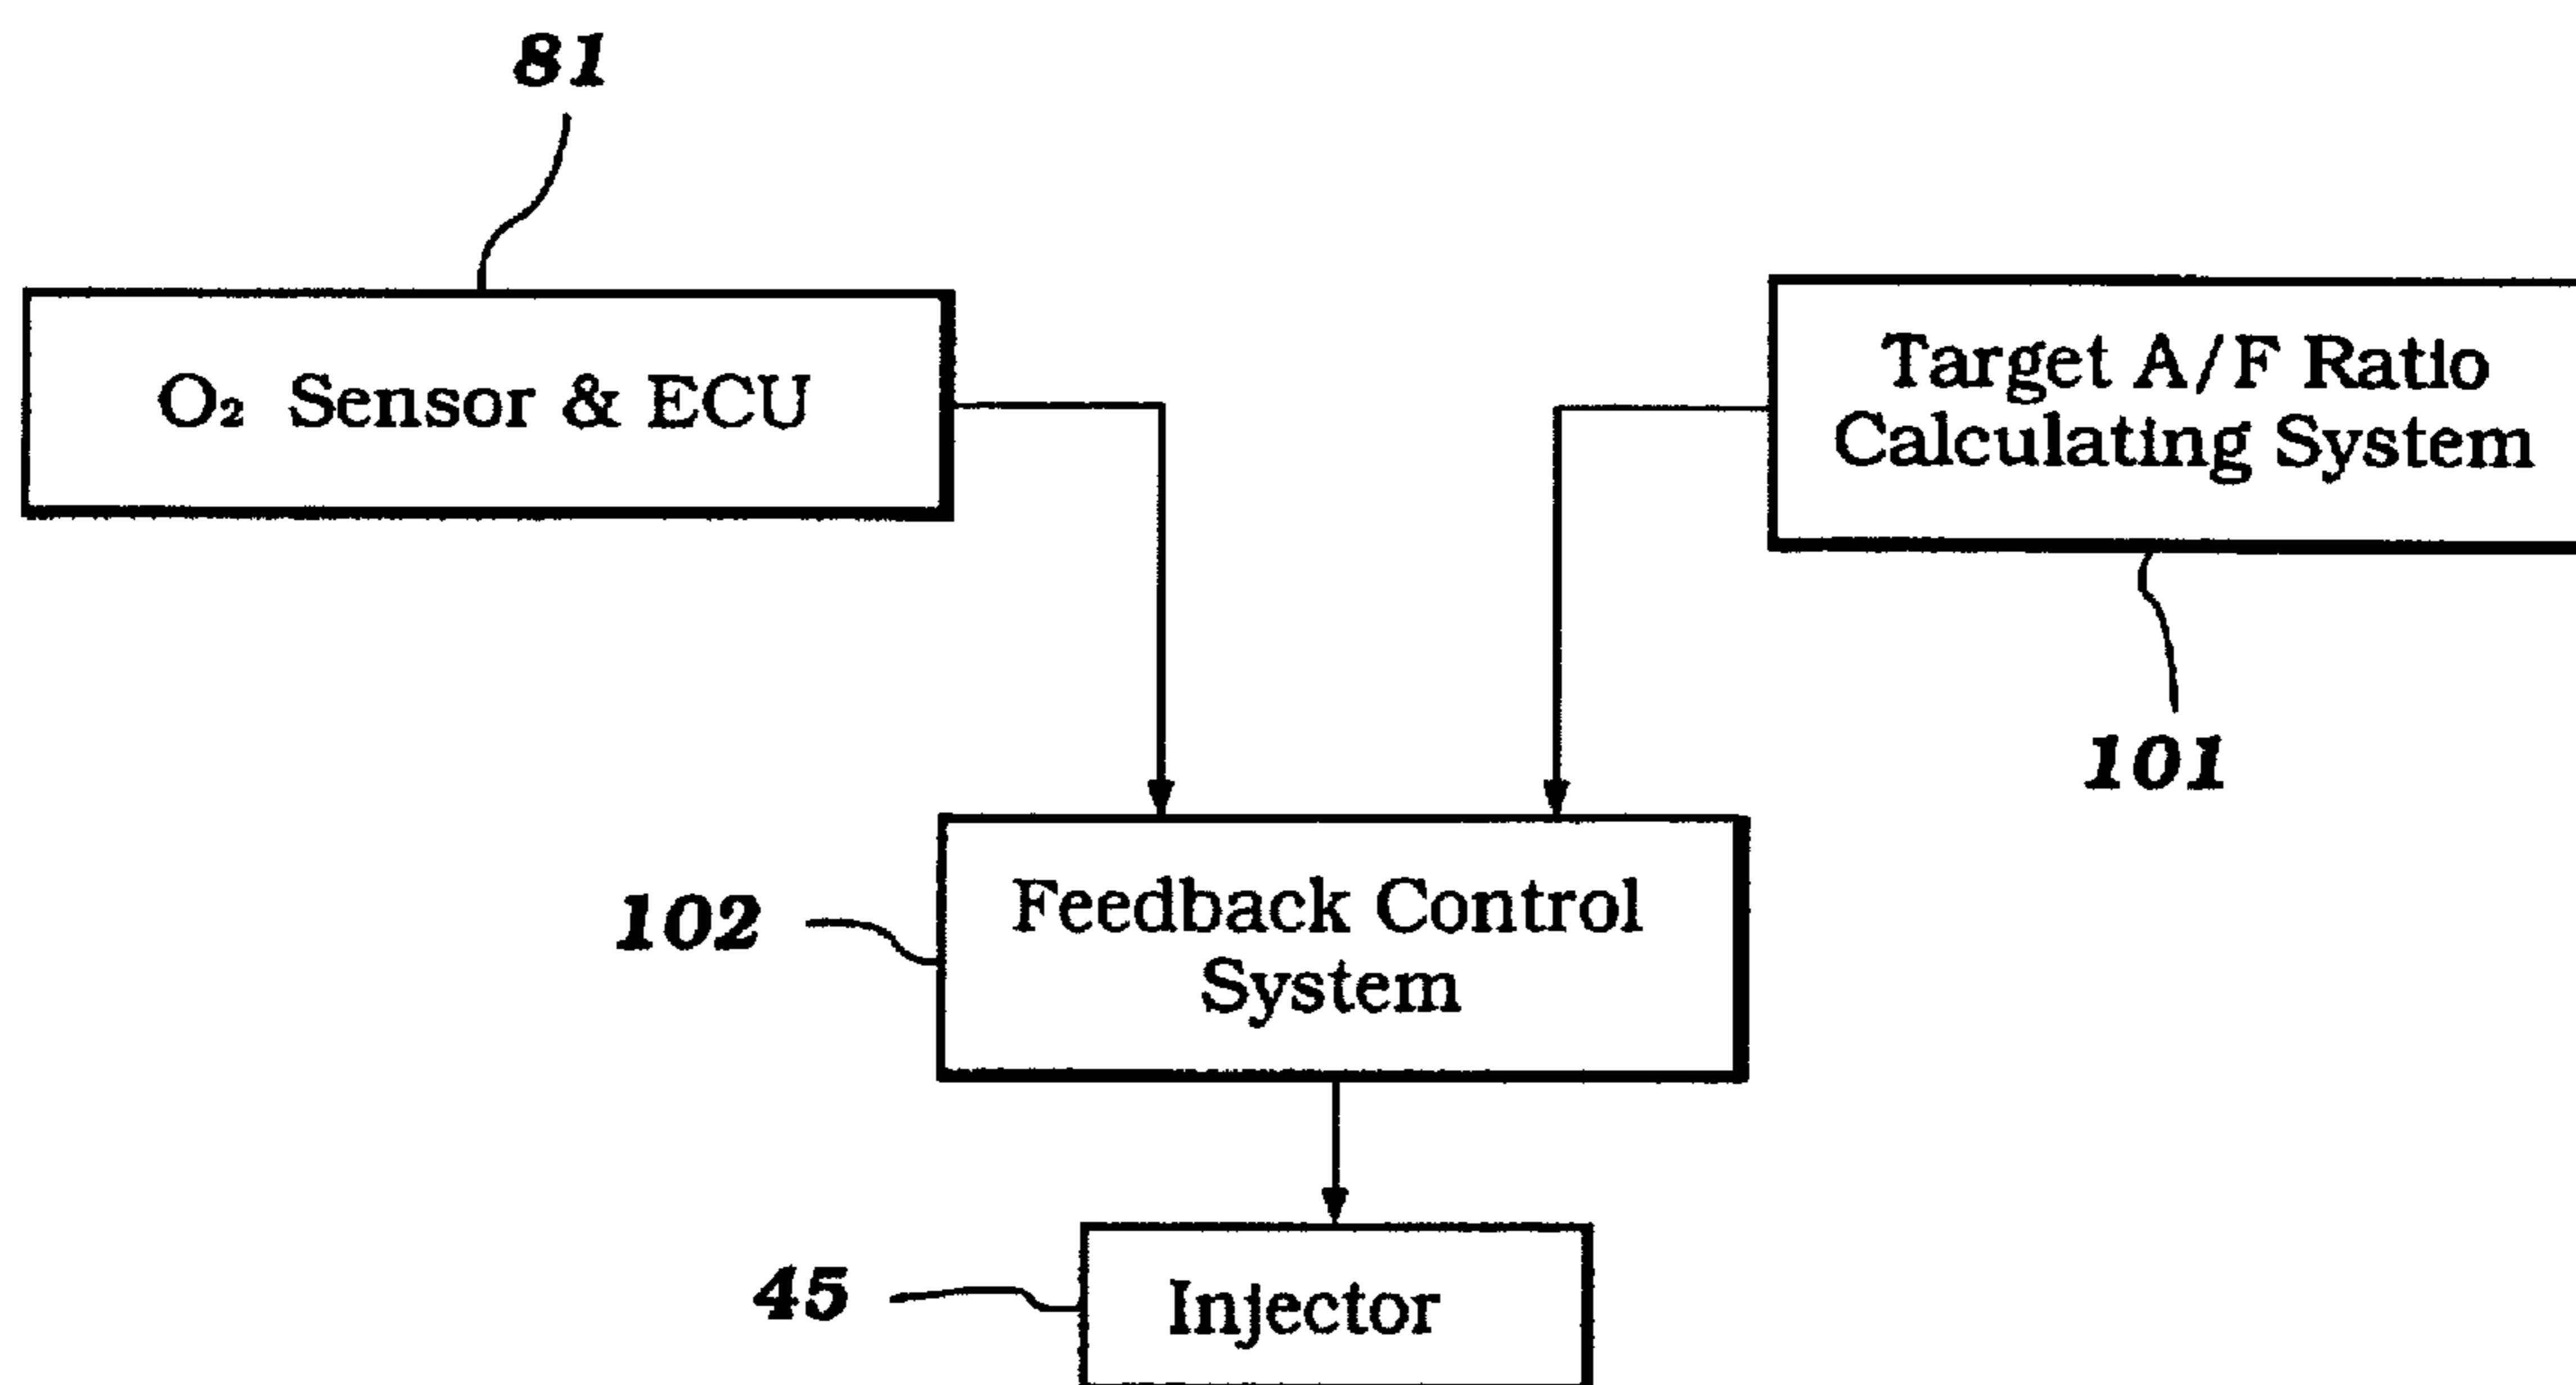 81
O₂ Sensor & ECU
Target A/F Ratio
Calculating System
101
102
Feedback Control
System
45
Injector